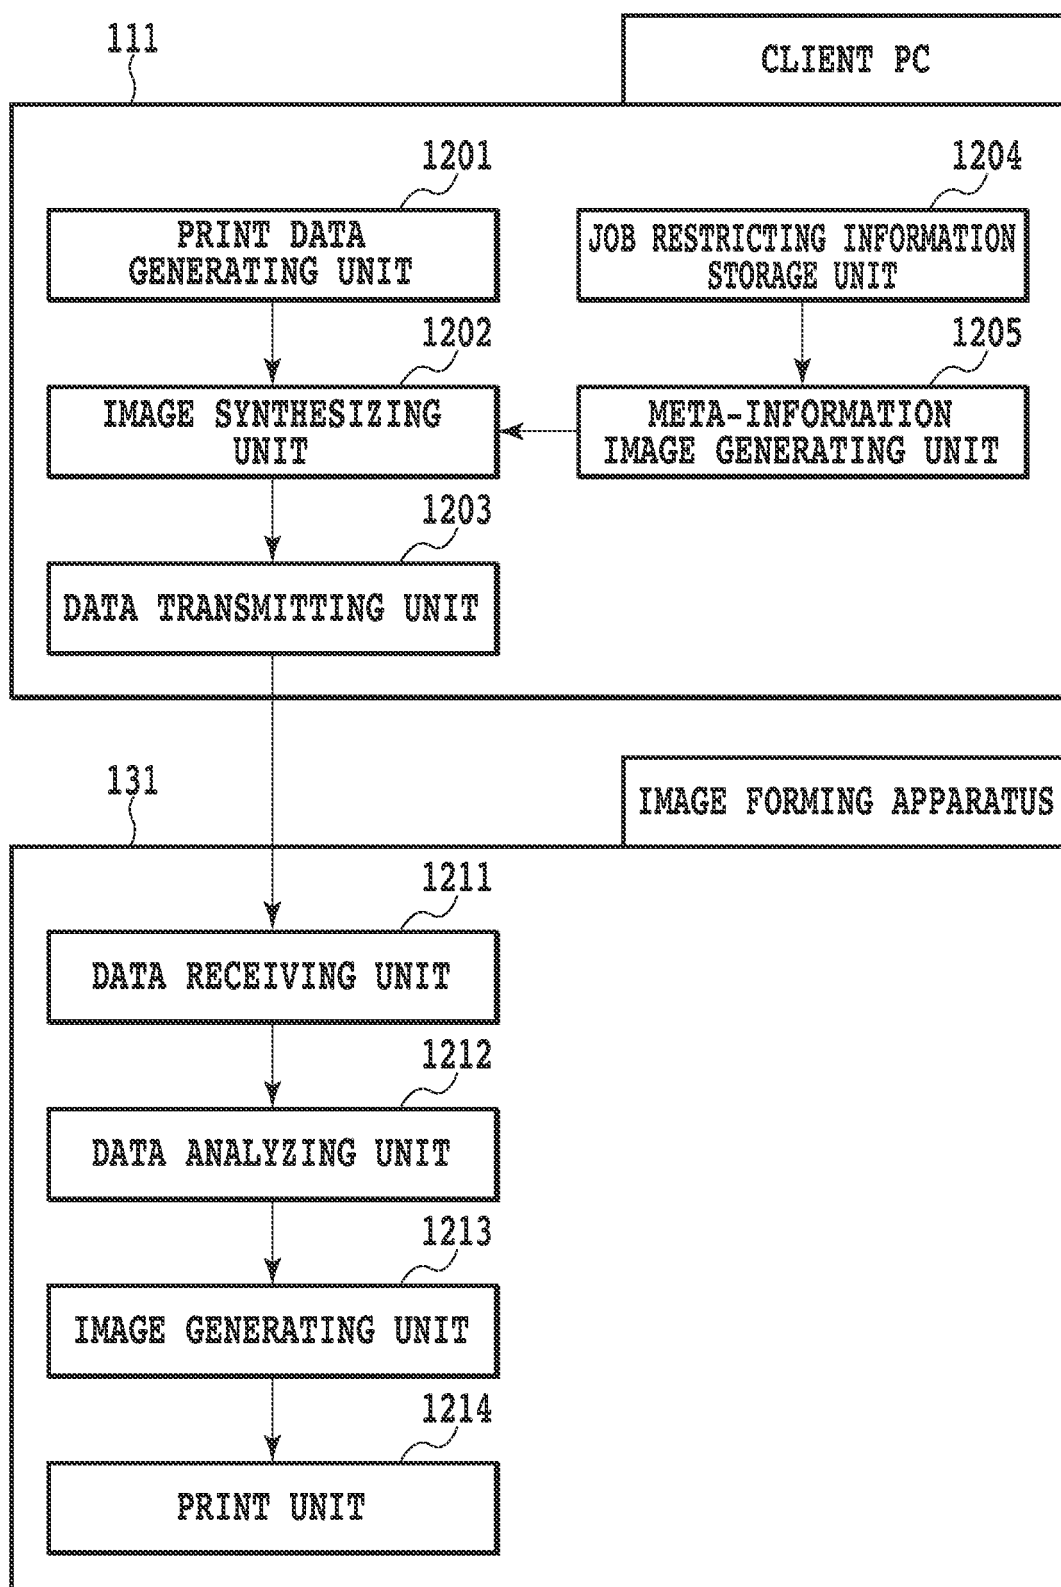 111
CLIENT PC
1201
1204
PRINT DATA
GENERATING UNIT
JOB RESTRICTING INFORMATION
STORAGE UNIT
1202
1205
IMAGE SYNTHESIZING
UNIT
META-INFORMATION
IMAGE GENERATING UNIT
1203
DATA TRANSMITTING UNIT
131
IMAGE FORMING APPARATUS
1211
DATA RECEIVING UNIT
1212
DATA ANALYZING UNIT
1213
IMAGE GENERATING UNIT
1214
PRINT UNIT